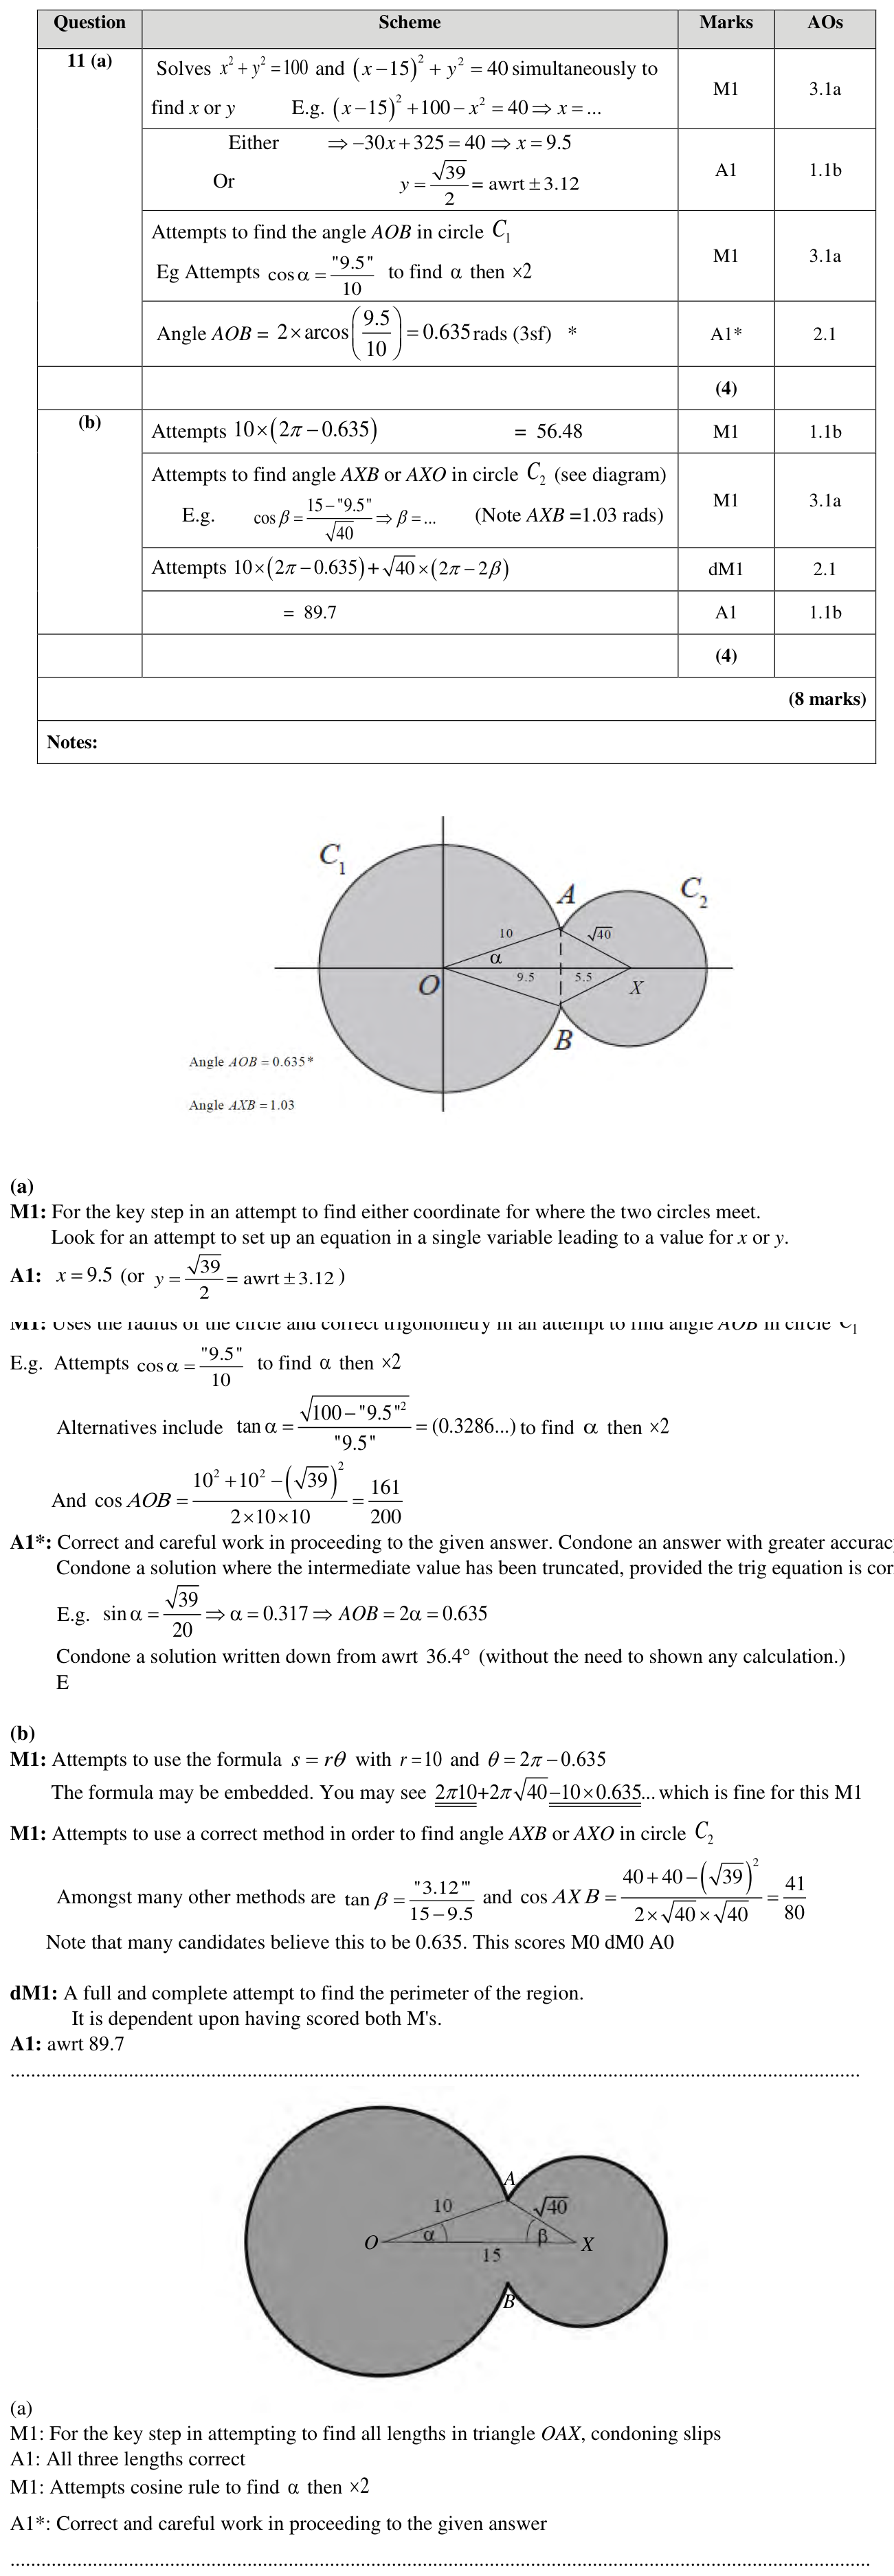 Question Scheme Marks AOs
11 (a) Solves x² + y² = 100 and (x − 15)² + y² = 40 simultaneously to
find x or y E.g. (x − 15)² + 100 − x² = 40 ⇒ x = ... M1 3.1a
Either ⇒ −30x + 325 = 40 ⇒ x = 9.5
Or y = √39/2 = awrt ± 3.12 A1 1.1b
Attempts to find the angle AOB in circle C₁
Eg Attempts cos α = "9.5"/10 to find α then ×2 M1 3.1a
Angle AOB = 2 × arcos(9.5/10) = 0.635 rads (3sf) * A1* 2.1
(4)
(b) Attempts 10 × (2π − 0.635) = 56.48 M1 1.1b
Attempts to find angle AXB or AXO in circle C₂ (see diagram)
E.g. cos β = (15 − "9.5")/√40 ⇒ β = ... (Note AXB =1.03 rads) M1 3.1a
Attempts 10 × (2π − 0.635) + √40 × (2π − 2β) dM1 2.1
= 89.7 A1 1.1b
(4)
(8 marks)
Notes:
C₁
A
C₂
10
√40
α
9.5
5.5
O
X
B
Angle AOB = 0.635*
Angle AXB = 1.03
(a)
M1: For the key step in an attempt to find either coordinate for where the two circles meet.
Look for an attempt to set up an equation in a single variable leading to a value for x or y.
A1: x = 9.5 (or y = √39/2 = awrt ± 3.12 )
M1: Uses the radius of the circle and correct trigonometry in an attempt to find angle AOB in circle C₁
E.g. Attempts cos α = "9.5"/10 to find α then ×2
Alternatives include tan α = √(100 − "9.5"²)/"9.5" = (0.3286...) to find α then ×2
And cos AOB = (10² + 10² − (√39)²)/(2×10×10) = 161/200
A1*: Correct and careful work in proceeding to the given answer. Condone an answer with greater
Condone a solution where the intermediate value has been truncated, provided the trig equation is
E.g. sin α = √39/20 ⇒ α = 0.317 ⇒ AOB = 2α = 0.635
Condone a solution written down from awrt 36.4° (without the need to shown any calculation.)
E
(b)
M1: Attempts to use the formula s = rθ with r = 10 and θ = 2π − 0.635
The formula may be embedded. You may see 2π10+2π√40−10×0.635... which is fine for this M1
M1: Attempts to use a correct method in order to find angle AXB or AXO in circle C₂
Amongst many other methods are tan β = "3.12'"/(15 − 9.5) and cos AXB = (40 + 40 − (√39)²)/(2×√40×√40) = 41/80
Note that many candidates believe this to be 0.635. This scores M0 dM0 A0
dM1: A full and complete attempt to find the perimeter of the region.
It is dependent upon having scored both M's.
A1: awrt 89.7
A
10
√40
O
α
β
X
15
B
(a)
M1: For the key step in attempting to find all lengths in triangle OAX, condoning slips
A1: All three lengths correct
M1: Attempts cosine rule to find α then ×2
A1*: Correct and careful work in proceeding to the given answer